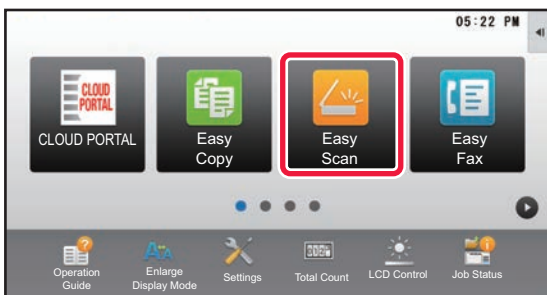 05:22 PM
CLOUD
PORTAL
CLOUD PORTAL
Easy
Copy
Easy
Scan
Easy
Fax
Operation
Guide
Enlarge
Display Mode
Settings
Total Count
LCD Control
Job Status